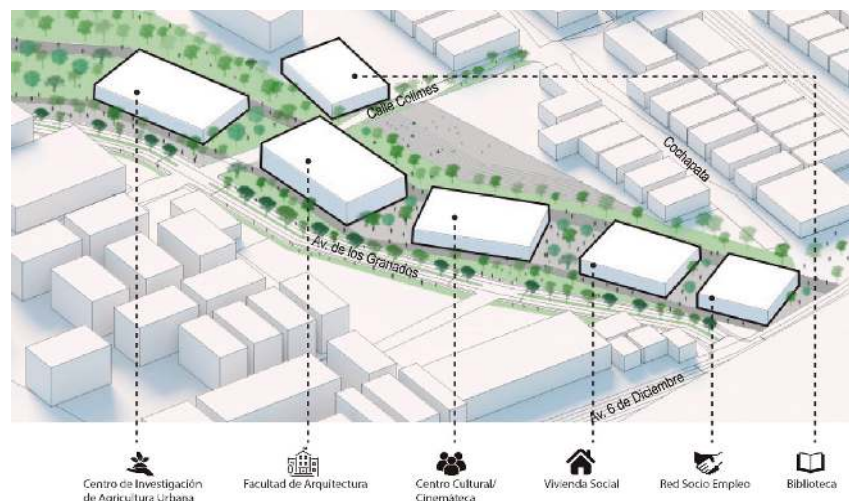 Calle Colimes
Cochapata
Av. de los Granados
Av. 6 de Diciembre
Centro de Investigación
de Agricultura Urbana
Facultad de Arquitectura
Centro Cultural/
Cinemáteca
Vivienda Social
Red Socio Empleo
Biblioteca